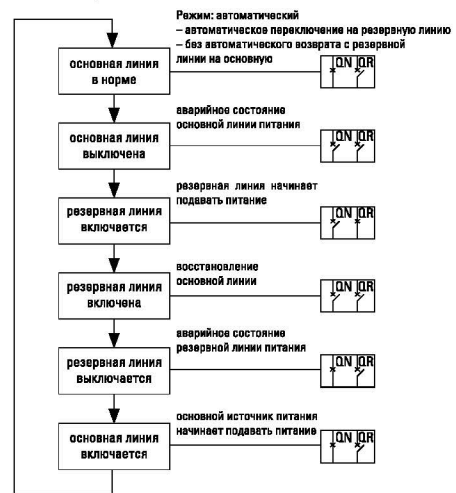 Режим: автоматический
– автоматическое переключение на резервную линию
– без автоматического возврата с резервной
линии на основную
основная линия
в норме
QN QR
аварийное состояние
основной линии питания
основная линия
выключена
QN QR
резервная линия начинает
подавать питание
резервная линия
включается
QN QR
восстановление
основной линии
резервная линия
включена
QN QR
аварийное состояние
резервной линии питания
резервная линия
выключается
QN QR
основной источник питания
начинает подавать питание
основная линия
включается
QN QR